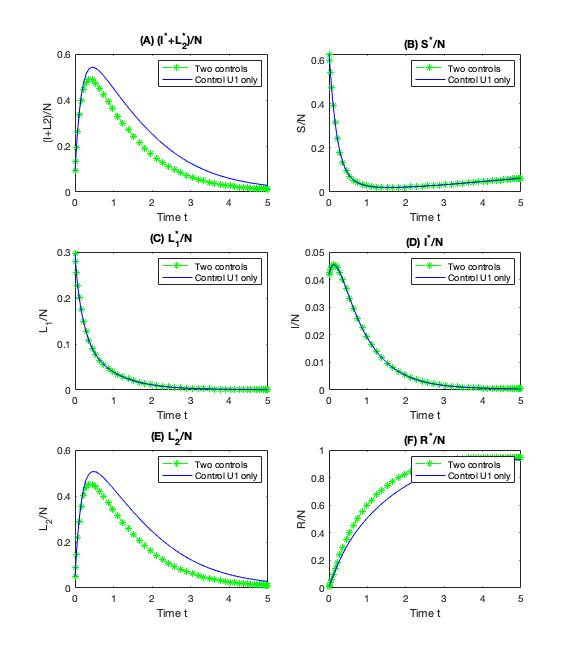 (A) (I*+L2*)/N
0.6
0.4
0.2
0
(I+L2)/N
0 1 2 3 4 5
Time t
Two controls
Control U1 only
(B) S*/N
0.6
0.4
0.2
0
S/N
0 1 2 3 4 5
Time t
Two controls
Control U1 only
(C) L1*/N
0.3
0.2
0.1
0
L1/N
0 1 2 3 4 5
Time t
Two controls
Control U1 only
(D) I*/N
0.05
0.04
0.03
0.02
0.01
0
I/N
0 1 2 3 4 5
Time t
Two controls
Control U1 only
(E) L2*/N
0.6
0.4
0.2
0
L2/N
0 1 2 3 4 5
Time t
Two controls
Control U1 only
(F) R*/N
1
0.8
0.6
0.4
0.2
0
R/N
0 1 2 3 4 5
Time t
Two controls
Control U1 only